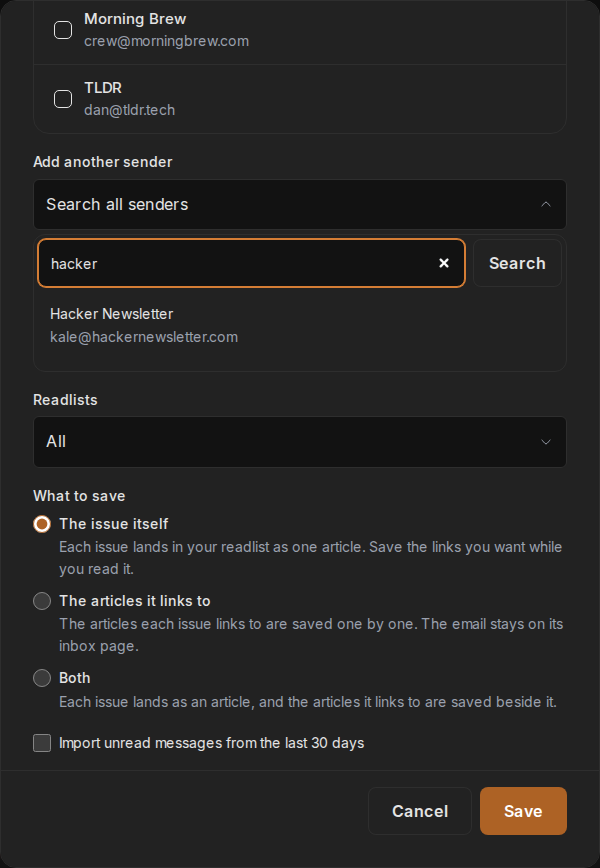 Morning Brew
crew@morningbrew.com
TLDR
dan@tldr.tech
Add another sender
Search all senders
hacker
Search
Hacker Newsletter
kale@hackernewsletter.com
Readlists
All
What to save
The issue itself
Each issue lands in your readlist as one article. Save the links you want while
you read it.
The articles it links to
The articles each issue links to are saved one by one. The email stays on its
inbox page.
Both
Each issue lands as an article, and the articles it links to are saved beside it.
Import unread messages from the last 30 days
Cancel
Save